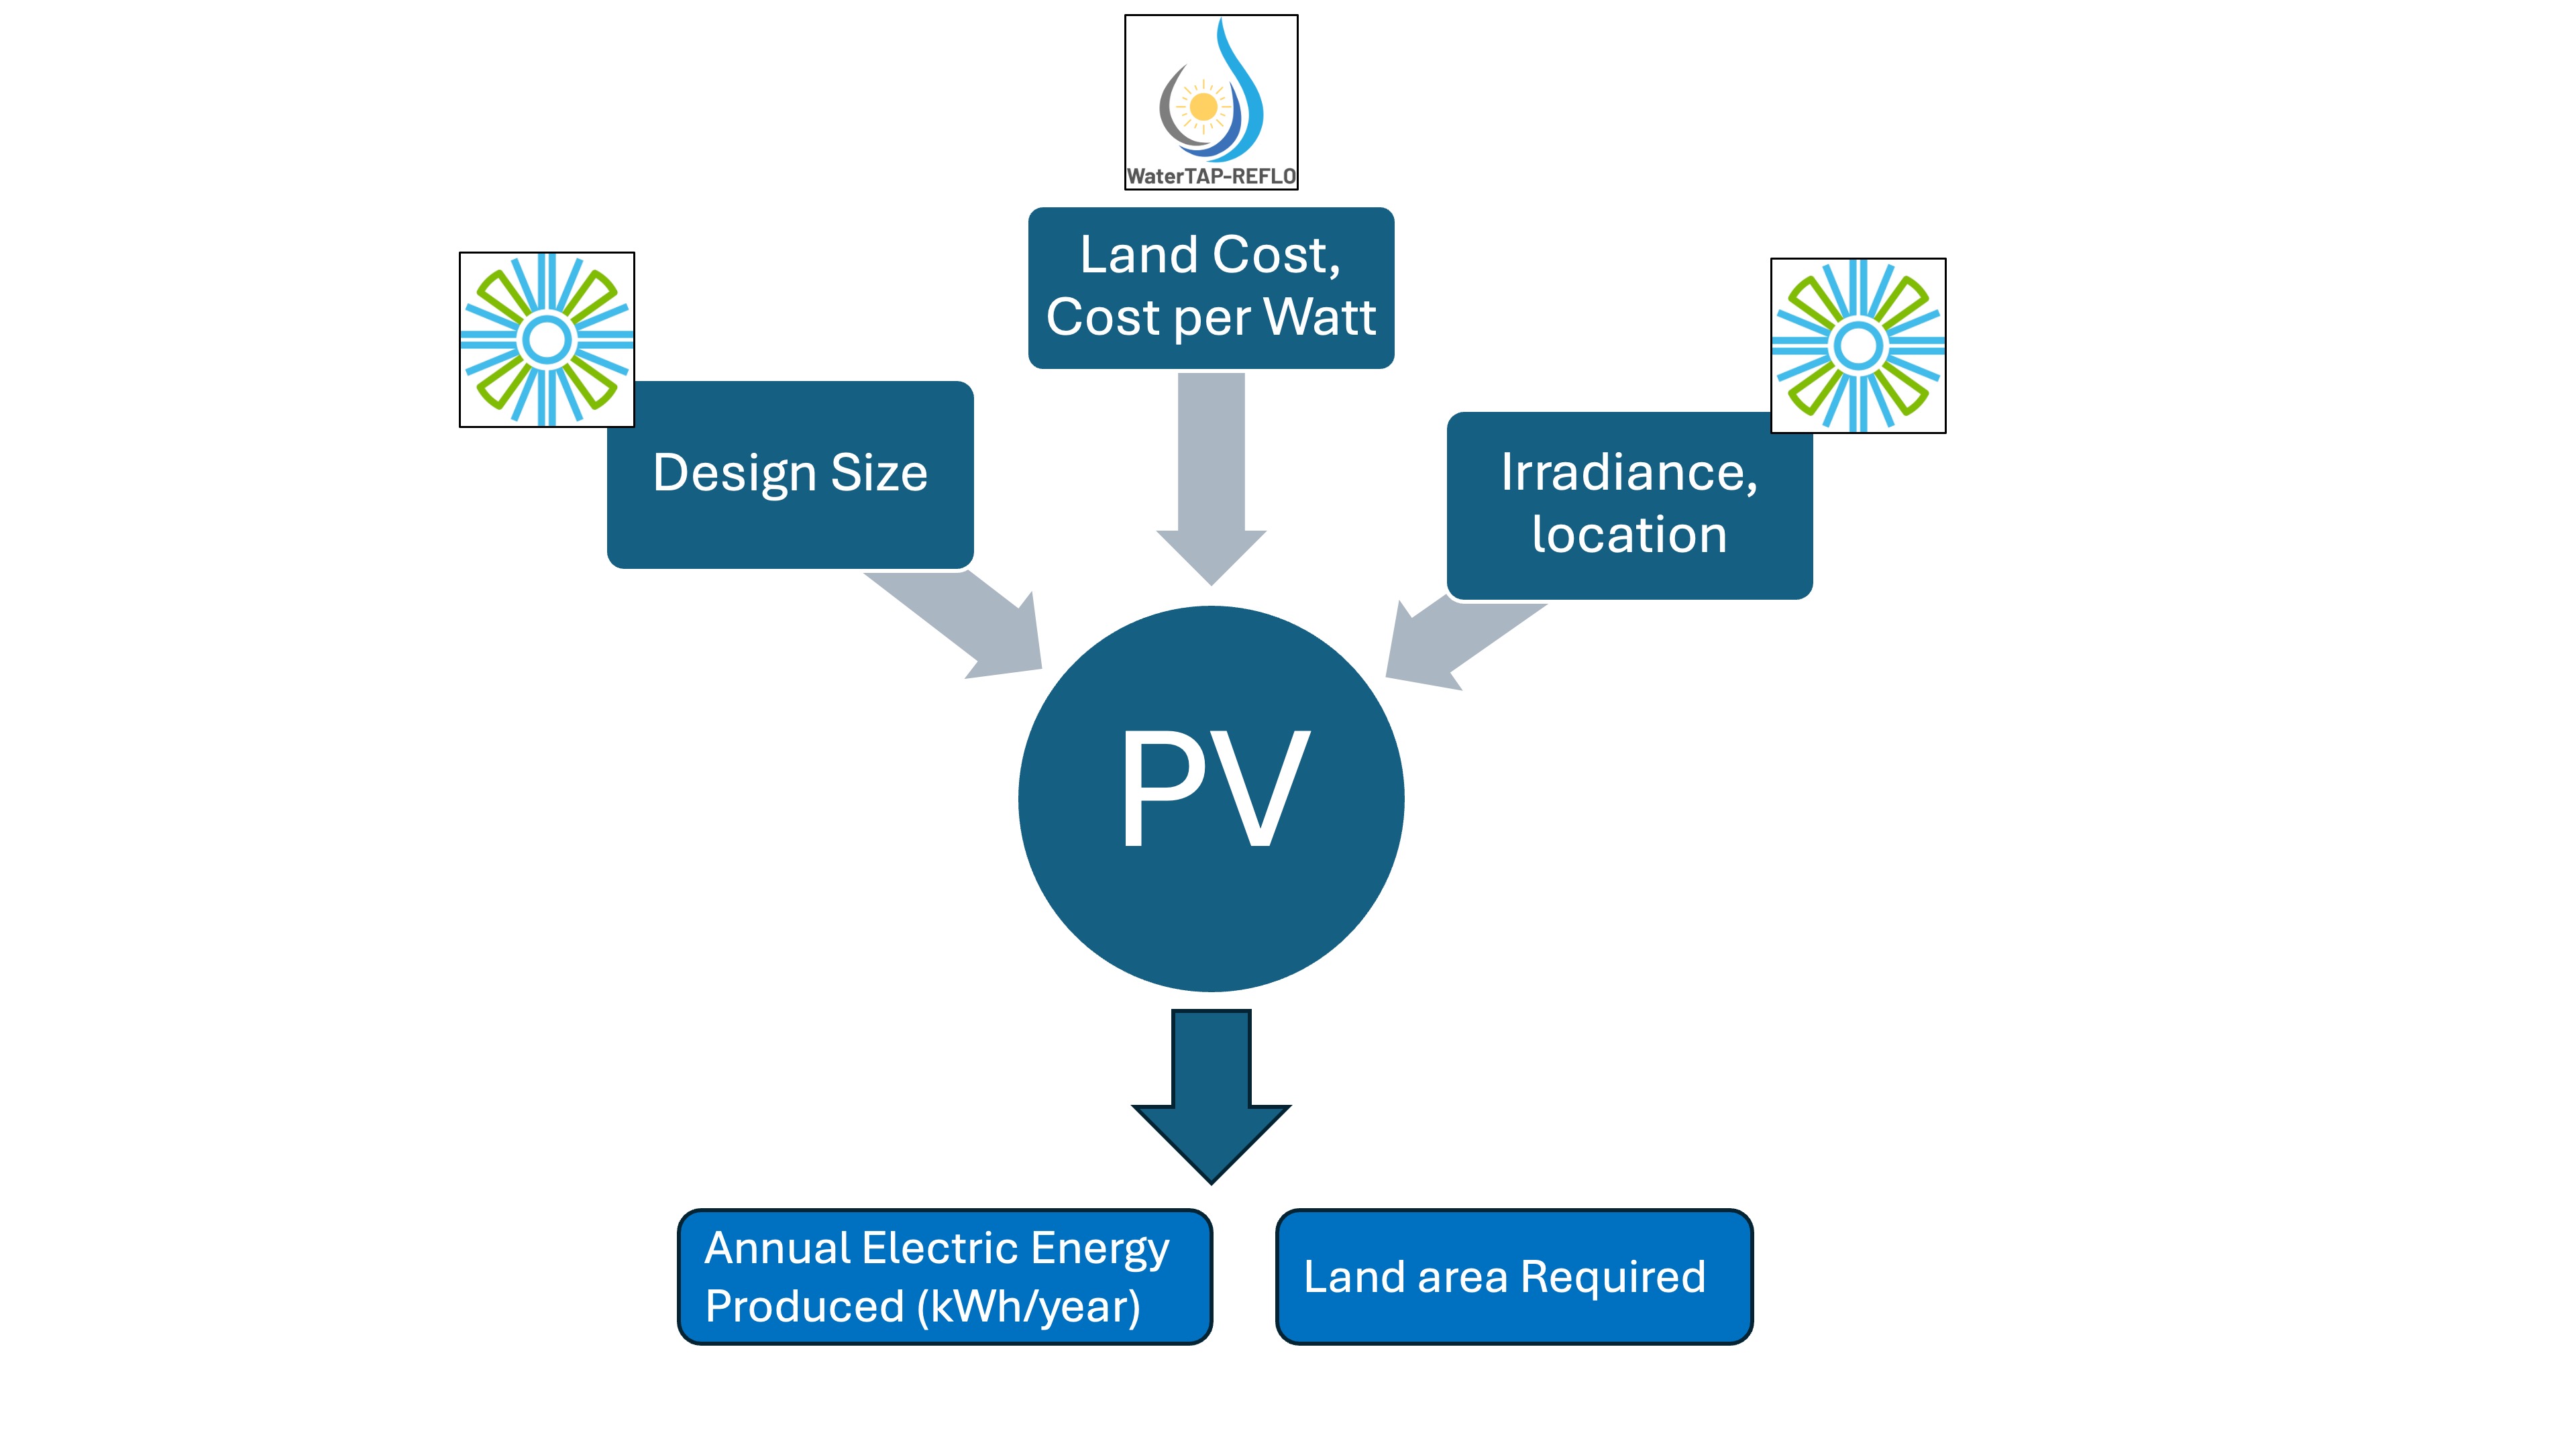 WaterTAP-REFLO
Land Cost,
Cost per Watt
Design Size
Irradiance,
location
PV
Annual Electric Energy
Produced (kWh/year)
Land area Required